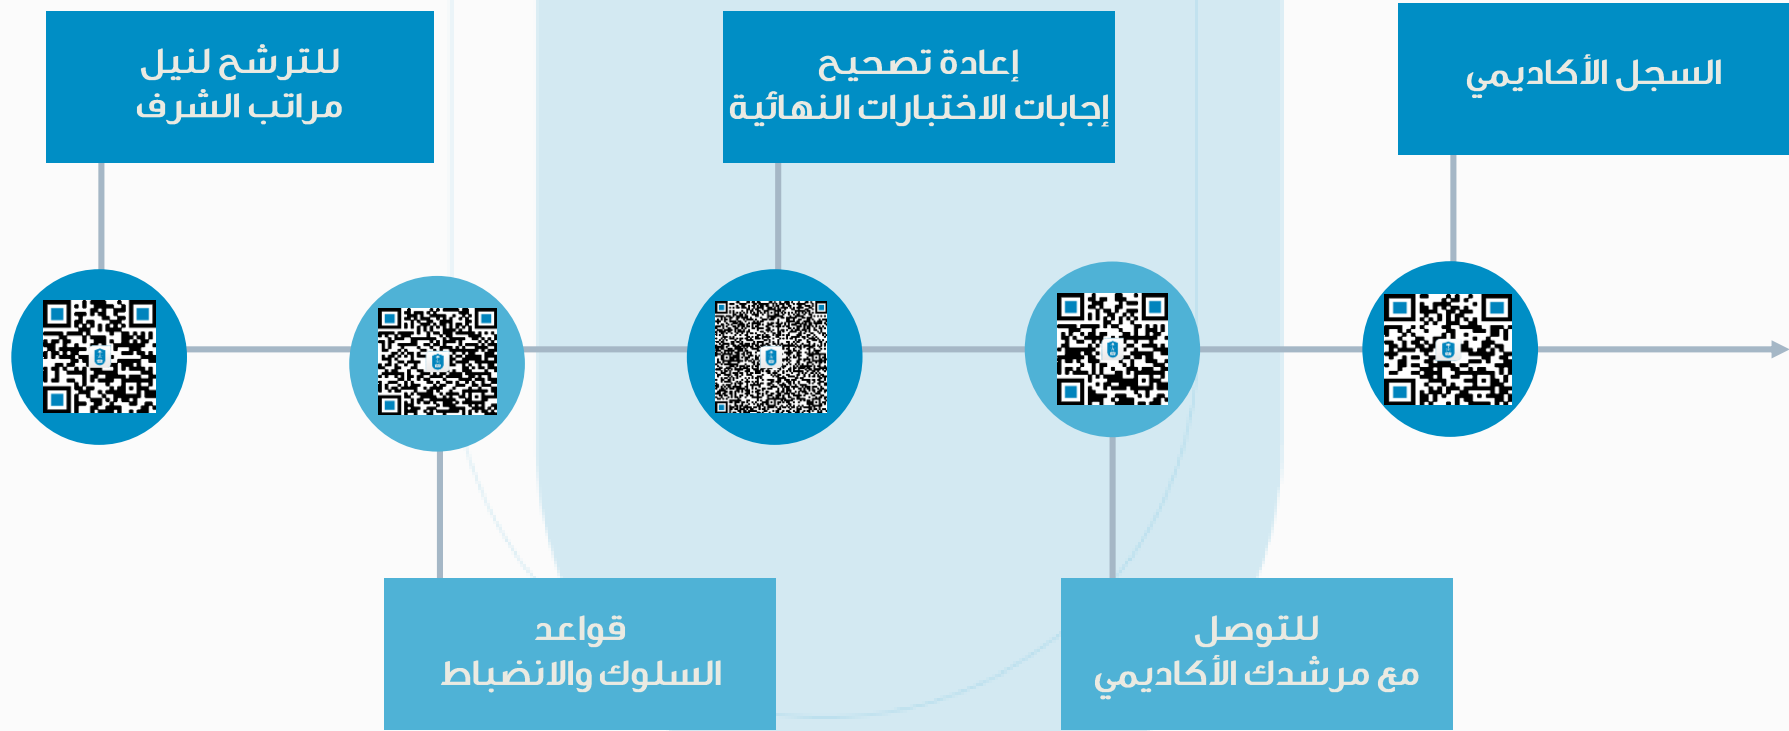 السجل الأكاديمي
للتوصل
مع مرشدك الأكاديمي
إعادة تصحيح
إجابات الاختبارات النهائية
قواعد
السلوك والانضباط
للترشح لنيل
مراتب الشرف